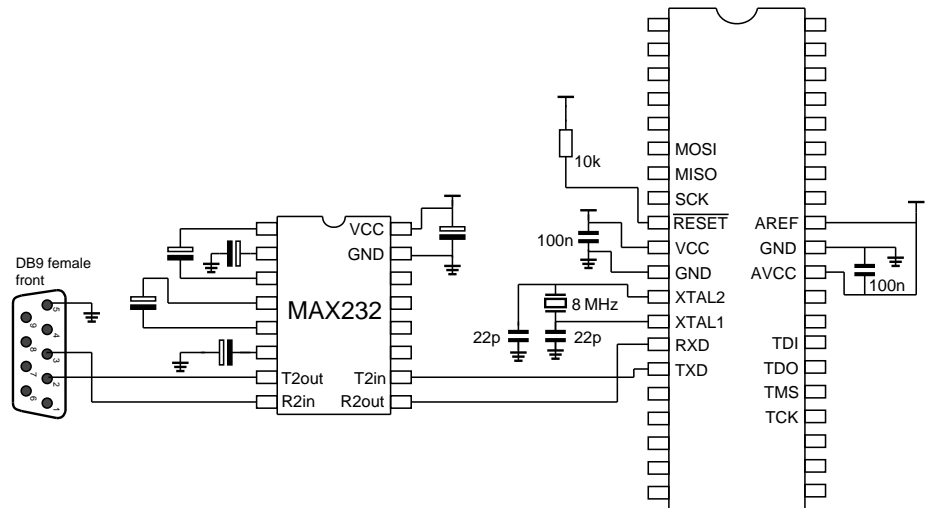 DB9 female
front
5
9
4
8
3
7
2
6
1
MAX232
VCC
GND
T2out
T2in
R2in
R2out
10k
100n
22p
8 MHz
22p
MOSI
MISO
SCK
RESET
VCC
GND
XTAL2
XTAL1
RXD
TXD
AREF
GND
AVCC
100n
TDI
TDO
TMS
TCK